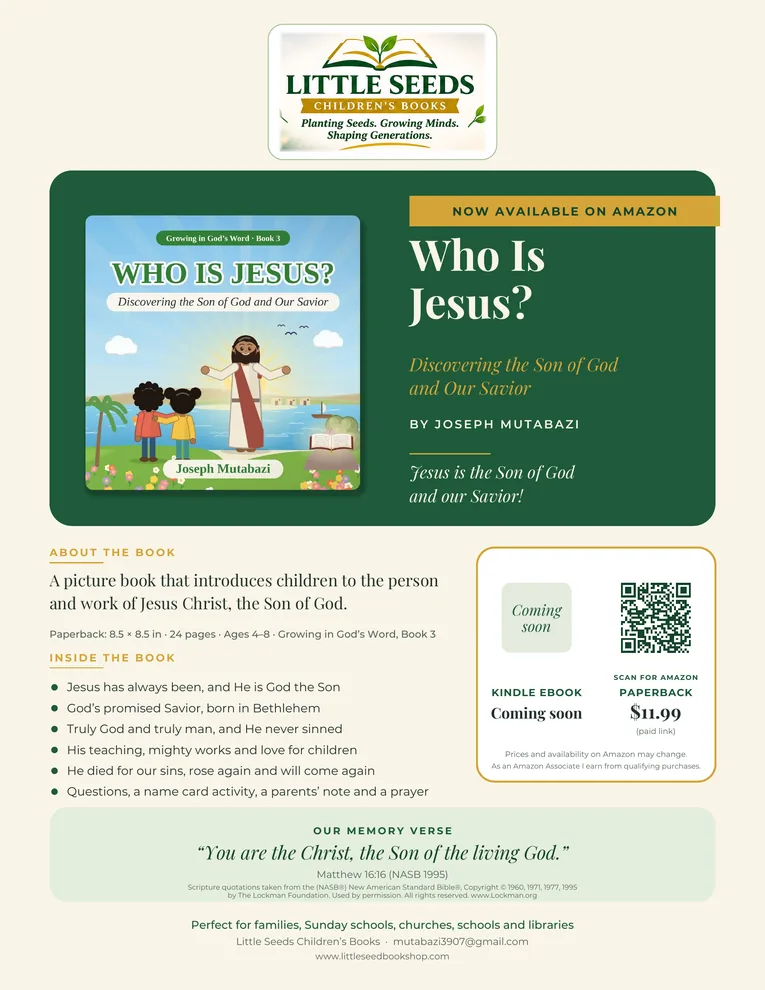 LITTLE SEEDS
CHILDREN'S BOOKS
Planting Seeds. Growing Minds.
Shaping Generations.
Growing in God's Word · Book 3
WHO IS JESUS?
Discovering the Son of God and Our Savior
Joseph Mutabazi
NOW AVAILABLE ON AMAZON
Who Is
Jesus?
Discovering the Son of God
and Our Savior
BY JOSEPH MUTABAZI
Jesus is the Son of God
and our Savior!
ABOUT THE BOOK
A picture book that introduces children to the person
and work of Jesus Christ, the Son of God.
Paperback: 8.5 × 8.5 in · 24 pages · Ages 4–8 · Growing in God's Word, Book 3
INSIDE THE BOOK
● Jesus has always been, and He is God the Son
● God's promised Savior, born in Bethlehem
● Truly God and truly man, and He never sinned
● His teaching, mighty works and love for children
● He died for our sins, rose again and will come again
● Questions, a name card activity, a parents' note and a prayer
Coming
soon
KINDLE EBOOK
Coming soon
SCAN FOR AMAZON
PAPERBACK
$11.99
(paid link)
Prices and availability on Amazon may change.
As an Amazon Associate I earn from qualifying purchases.
OUR MEMORY VERSE
“You are the Christ, the Son of the living God.”
Matthew 16:16 (NASB 1995)
Scripture quotations taken from the (NASB®) New American Standard Bible®, Copyright © 1960, 1971, 1977, 1995
by The Lockman Foundation. Used by permission. All rights reserved. www.Lockman.org
Perfect for families, Sunday schools, churches, schools and libraries
Little Seeds Children's Books · mutabazi3907@gmail.com
www.littleseedbookshop.com